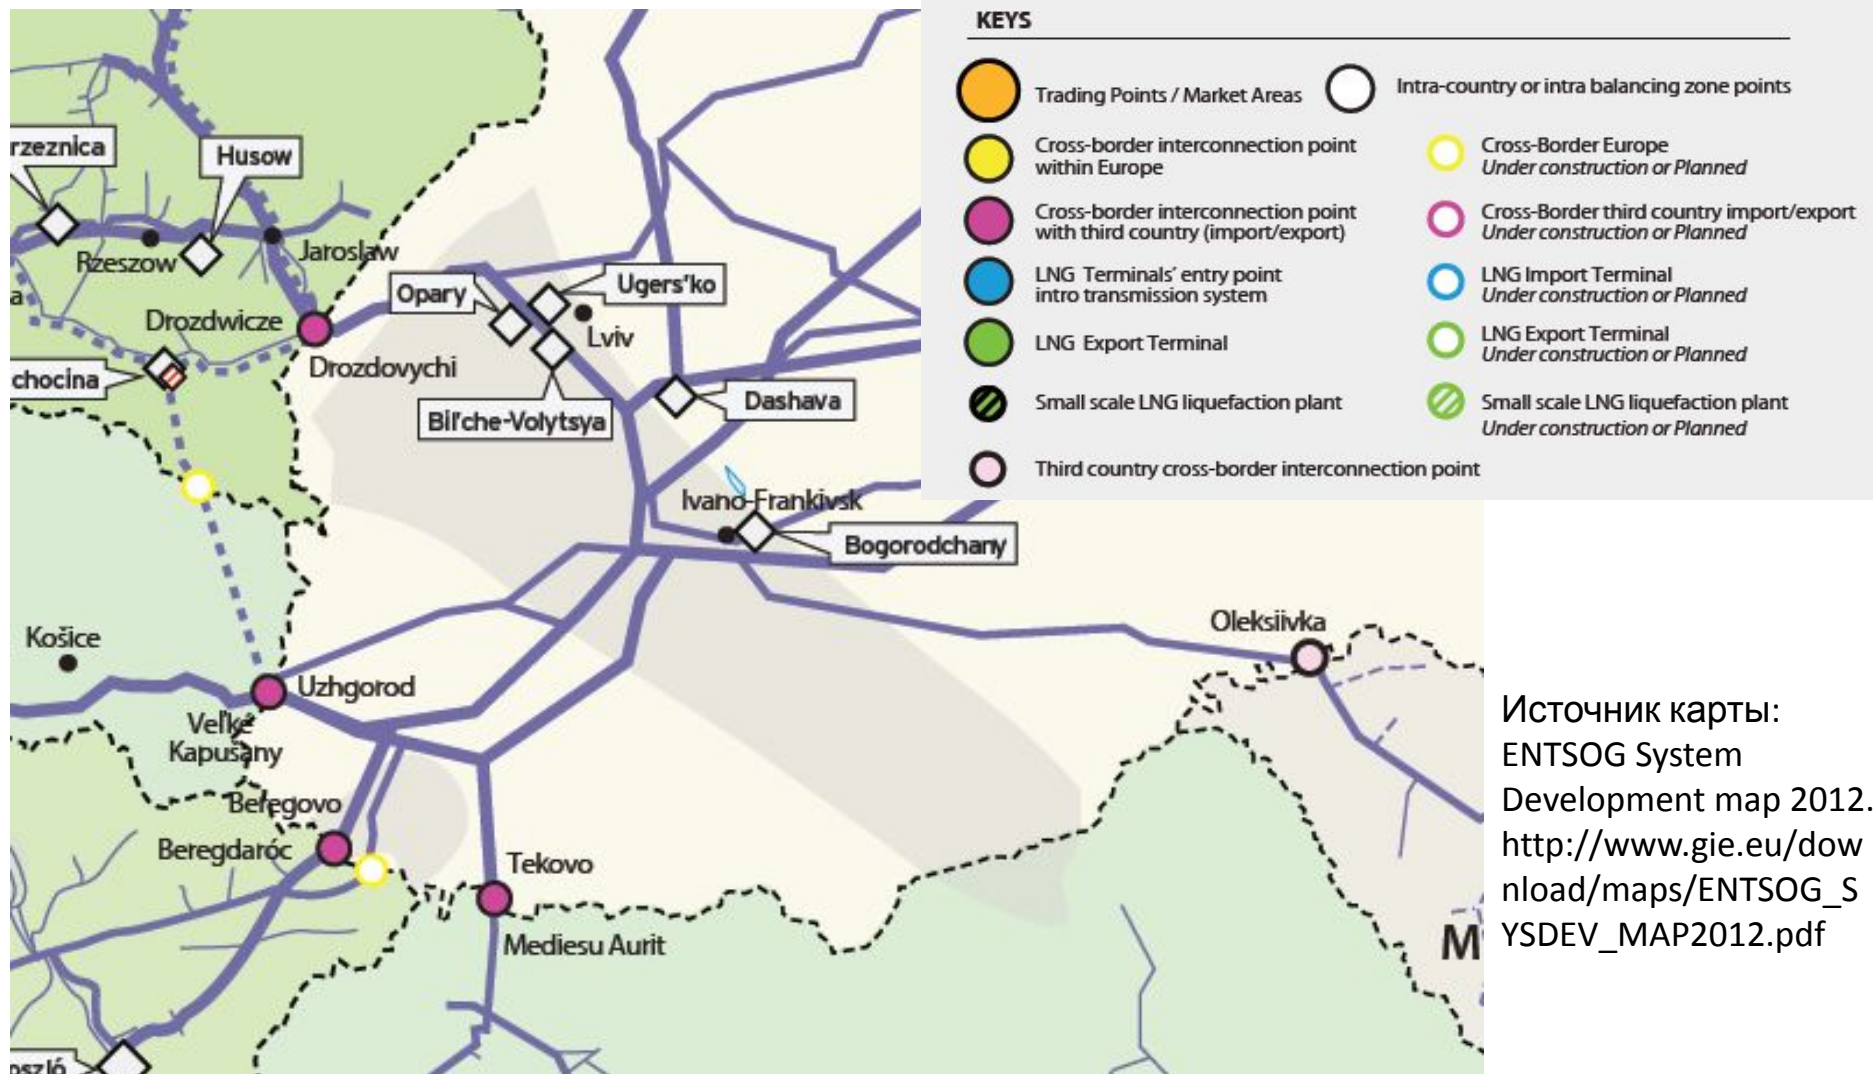 KEYS
Trading Points / Market Areas
Intra-country or intra balancing zone points
Cross-border interconnection point
within Europe
Cross-Border Europe
Under construction or Planned
Cross-border interconnection point
with third country (import/export)
Cross-Border third country import/export
Under construction or Planned
LNG Terminals' entry point
intro transmission system
LNG Import Terminal
Under construction or Planned
LNG Export Terminal
LNG Export Terminal
Under construction or Planned
Small scale LNG liquefaction plant
Small scale LNG liquefaction plant
Under construction or Planned
Third country cross-border interconnection point
rzeznica
Husow
Rzeszow
Jaroslaw
a
Opary
Ugers'ko
Drozdwicze
Lviv
Drozdovychi
chocina
Dashava
Bil'che-Volytsya
Ivano-Frankivsk
Bogorodchany
Oleksiivka
Košice
Uzhgorod
Veľké
Kapušany
Beregovo
Beregdaróc
Tekovo
Mediesu Aurit
M
oszló
Источник карты:
ENTSOG System
Development map 2012.
http://www.gie.eu/dow
nload/maps/ENTSOG_S
YSDEV_MAP2012.pdf